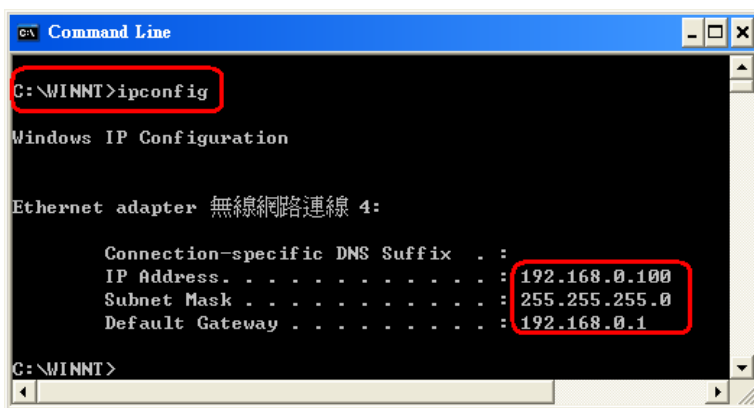 Command Line
C:\WINNT>ipconfig
Windows IP Configuration
Ethernet adapter 無線網路連線 4:
Connection-specific DNS Suffix . :
IP Address. . . . . . . . . . . . : 192.168.0.100
Subnet Mask . . . . . . . . . . . : 255.255.255.0
Default Gateway . . . . . . . . . : 192.168.0.1
C:\WINNT>